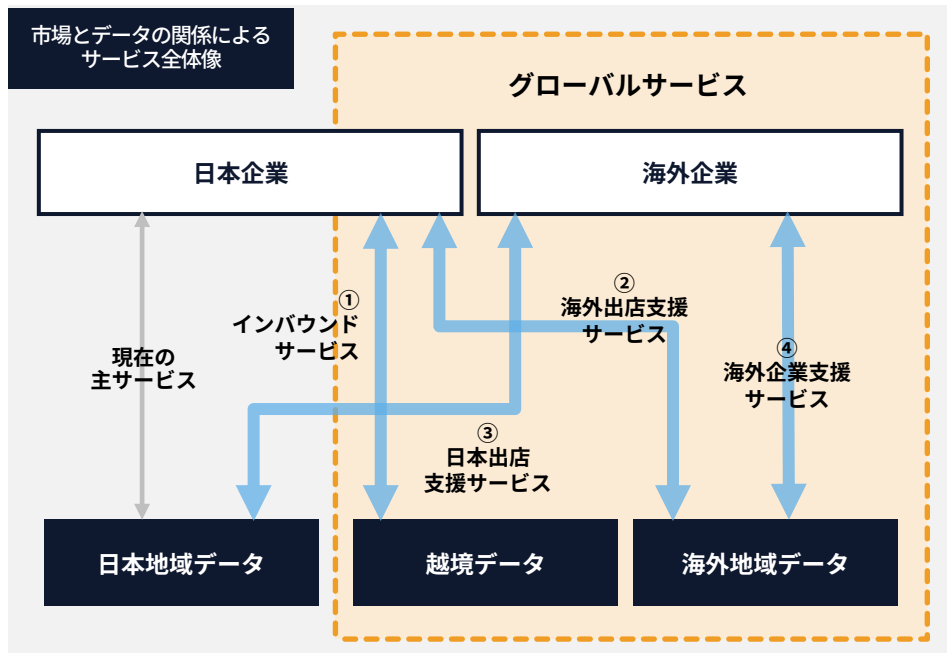 市場とデータの関係による
サービス全体像
グローバルサービス
日本企業
海外企業
①
インバウンド
サービス
②
海外出店支援
サービス
現在の
主サービス
④
海外企業支援
サービス
③
日本出店
支援サービス
日本地域データ
越境データ
海外地域データ